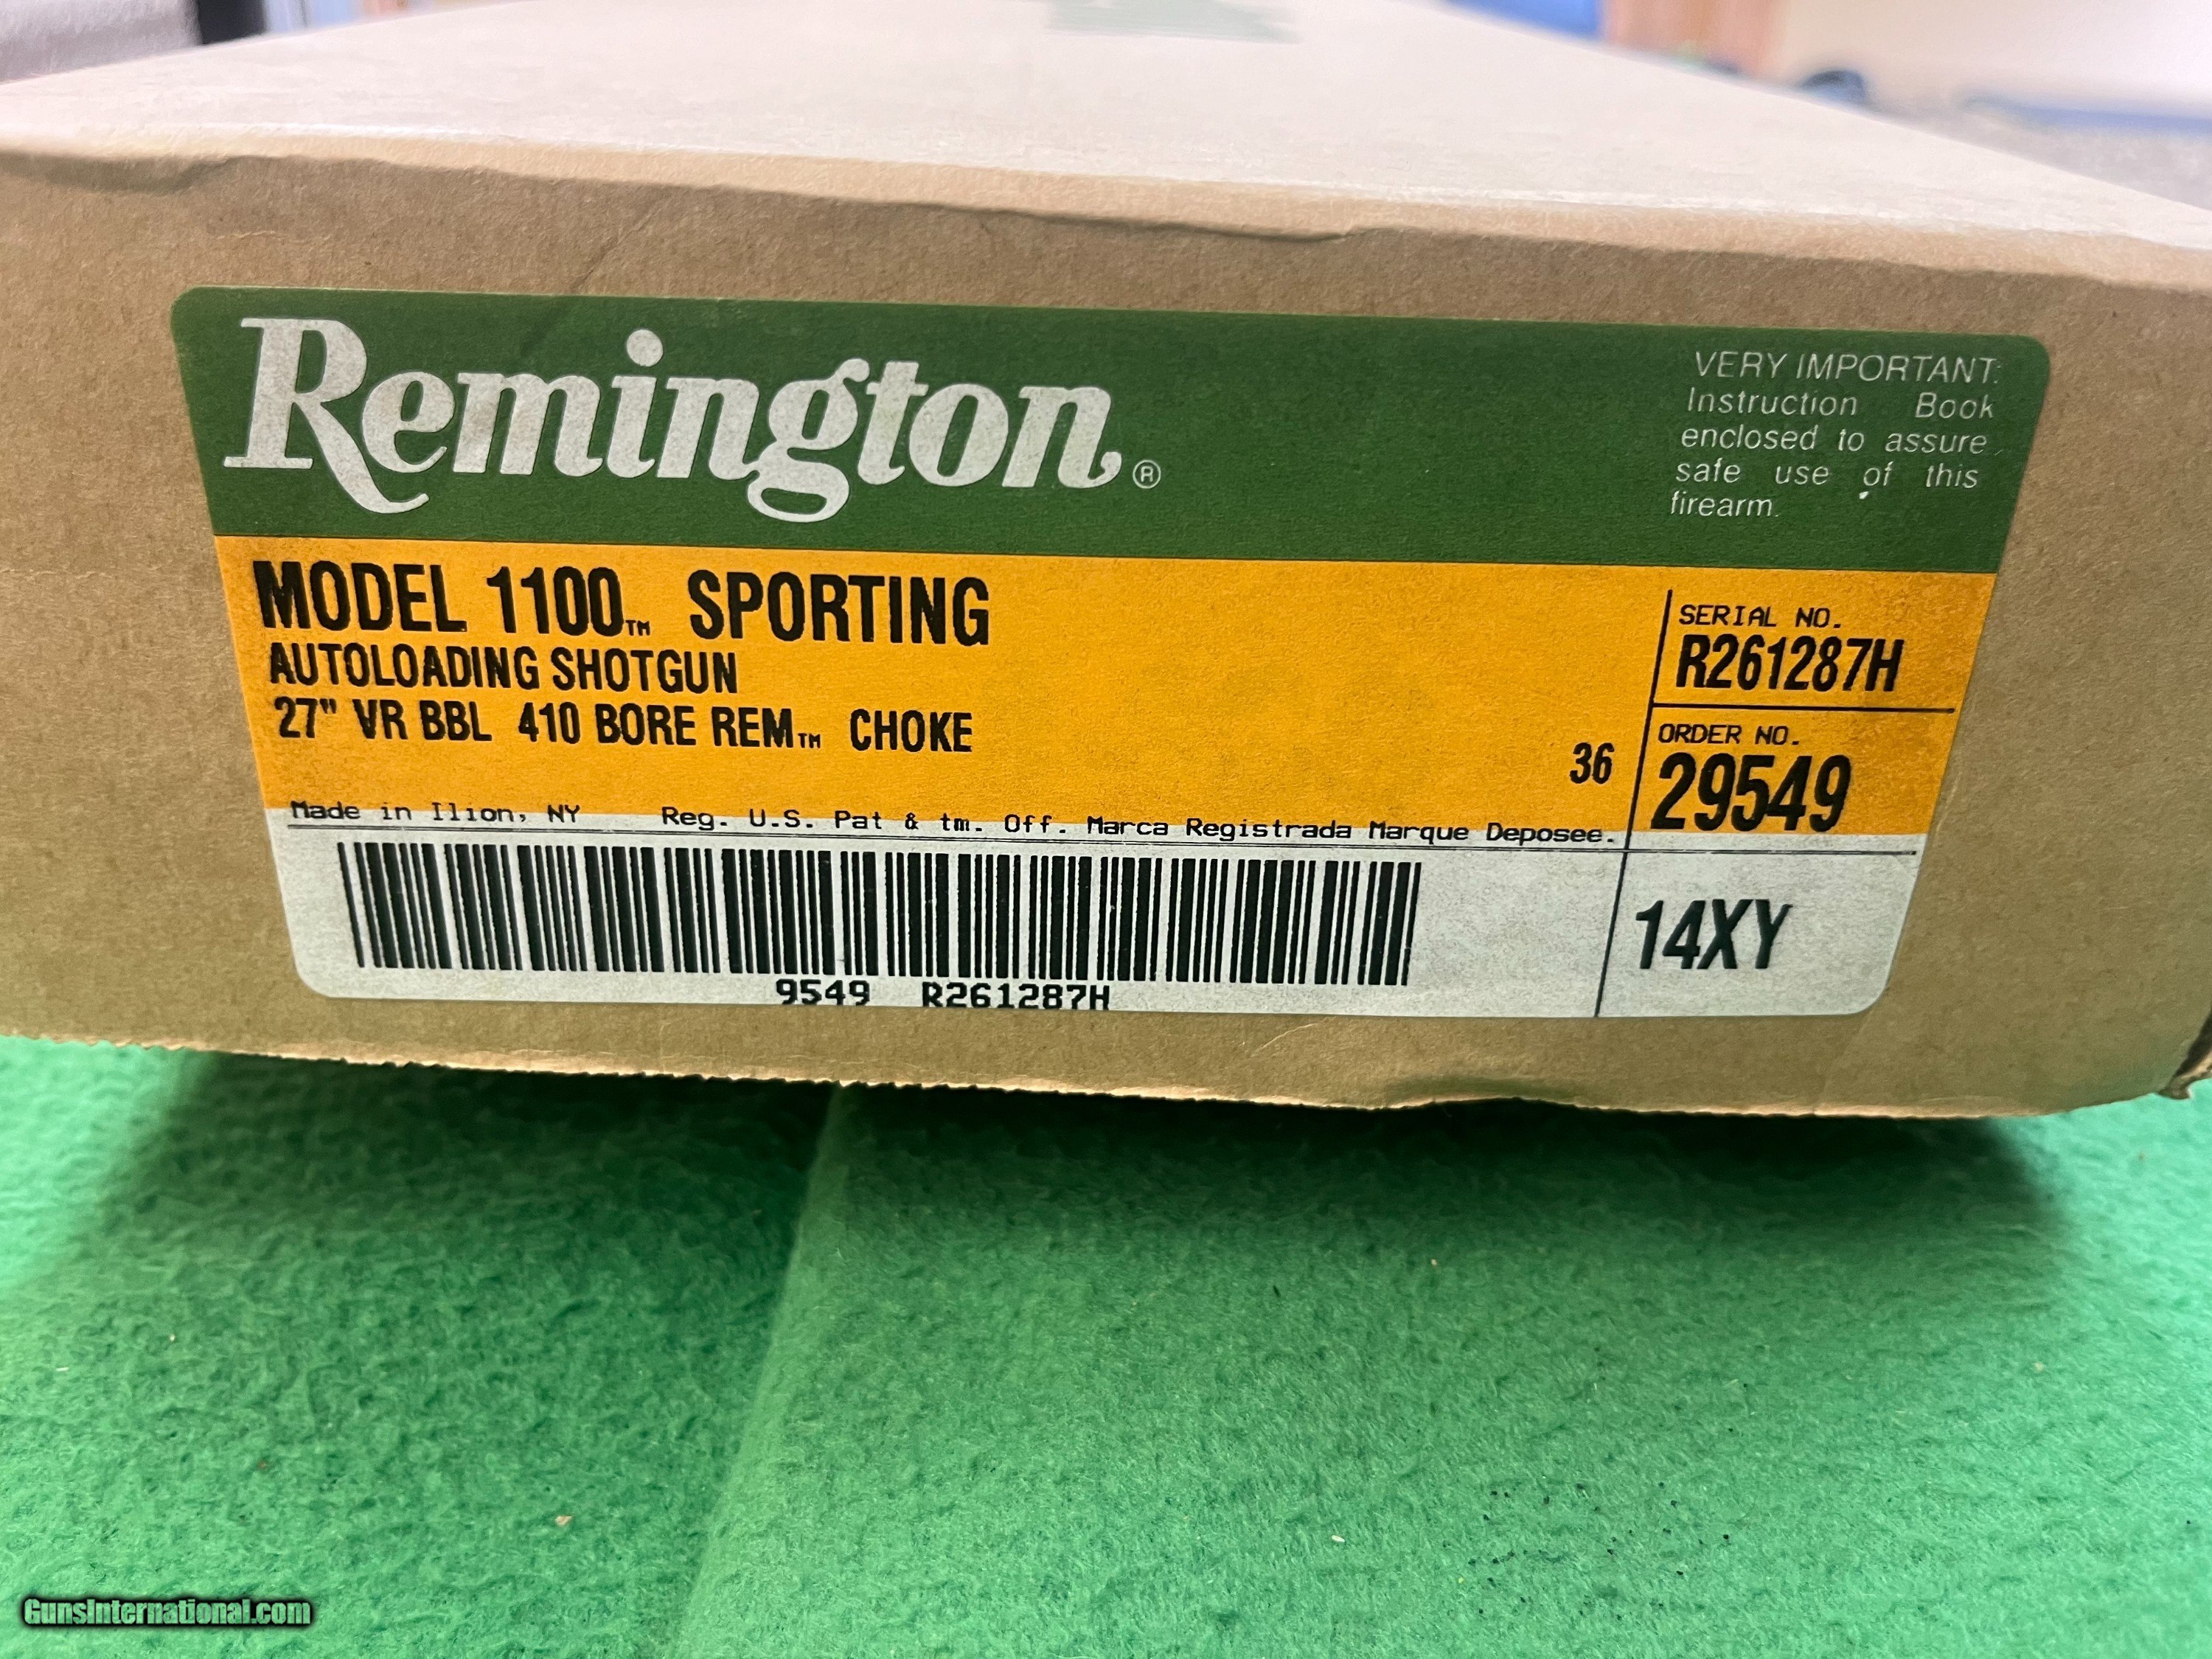 Remington®
VERY IMPORTANT:
Instruction Book
enclosed to assure
safe use of this
firearm.
MODEL 1100™ SPORTING
AUTOLOADING SHOTGUN
27" VR BBL 410 BORE REM™ CHOKE
36
SERIAL NO.
R261287H
ORDER NO.
29549
Made in Ilion, NY Reg. U.S. Pat & tm. Off. Marca Registrada Marque Deposee.
14XY
9549 R261287H
GunsInternational.com